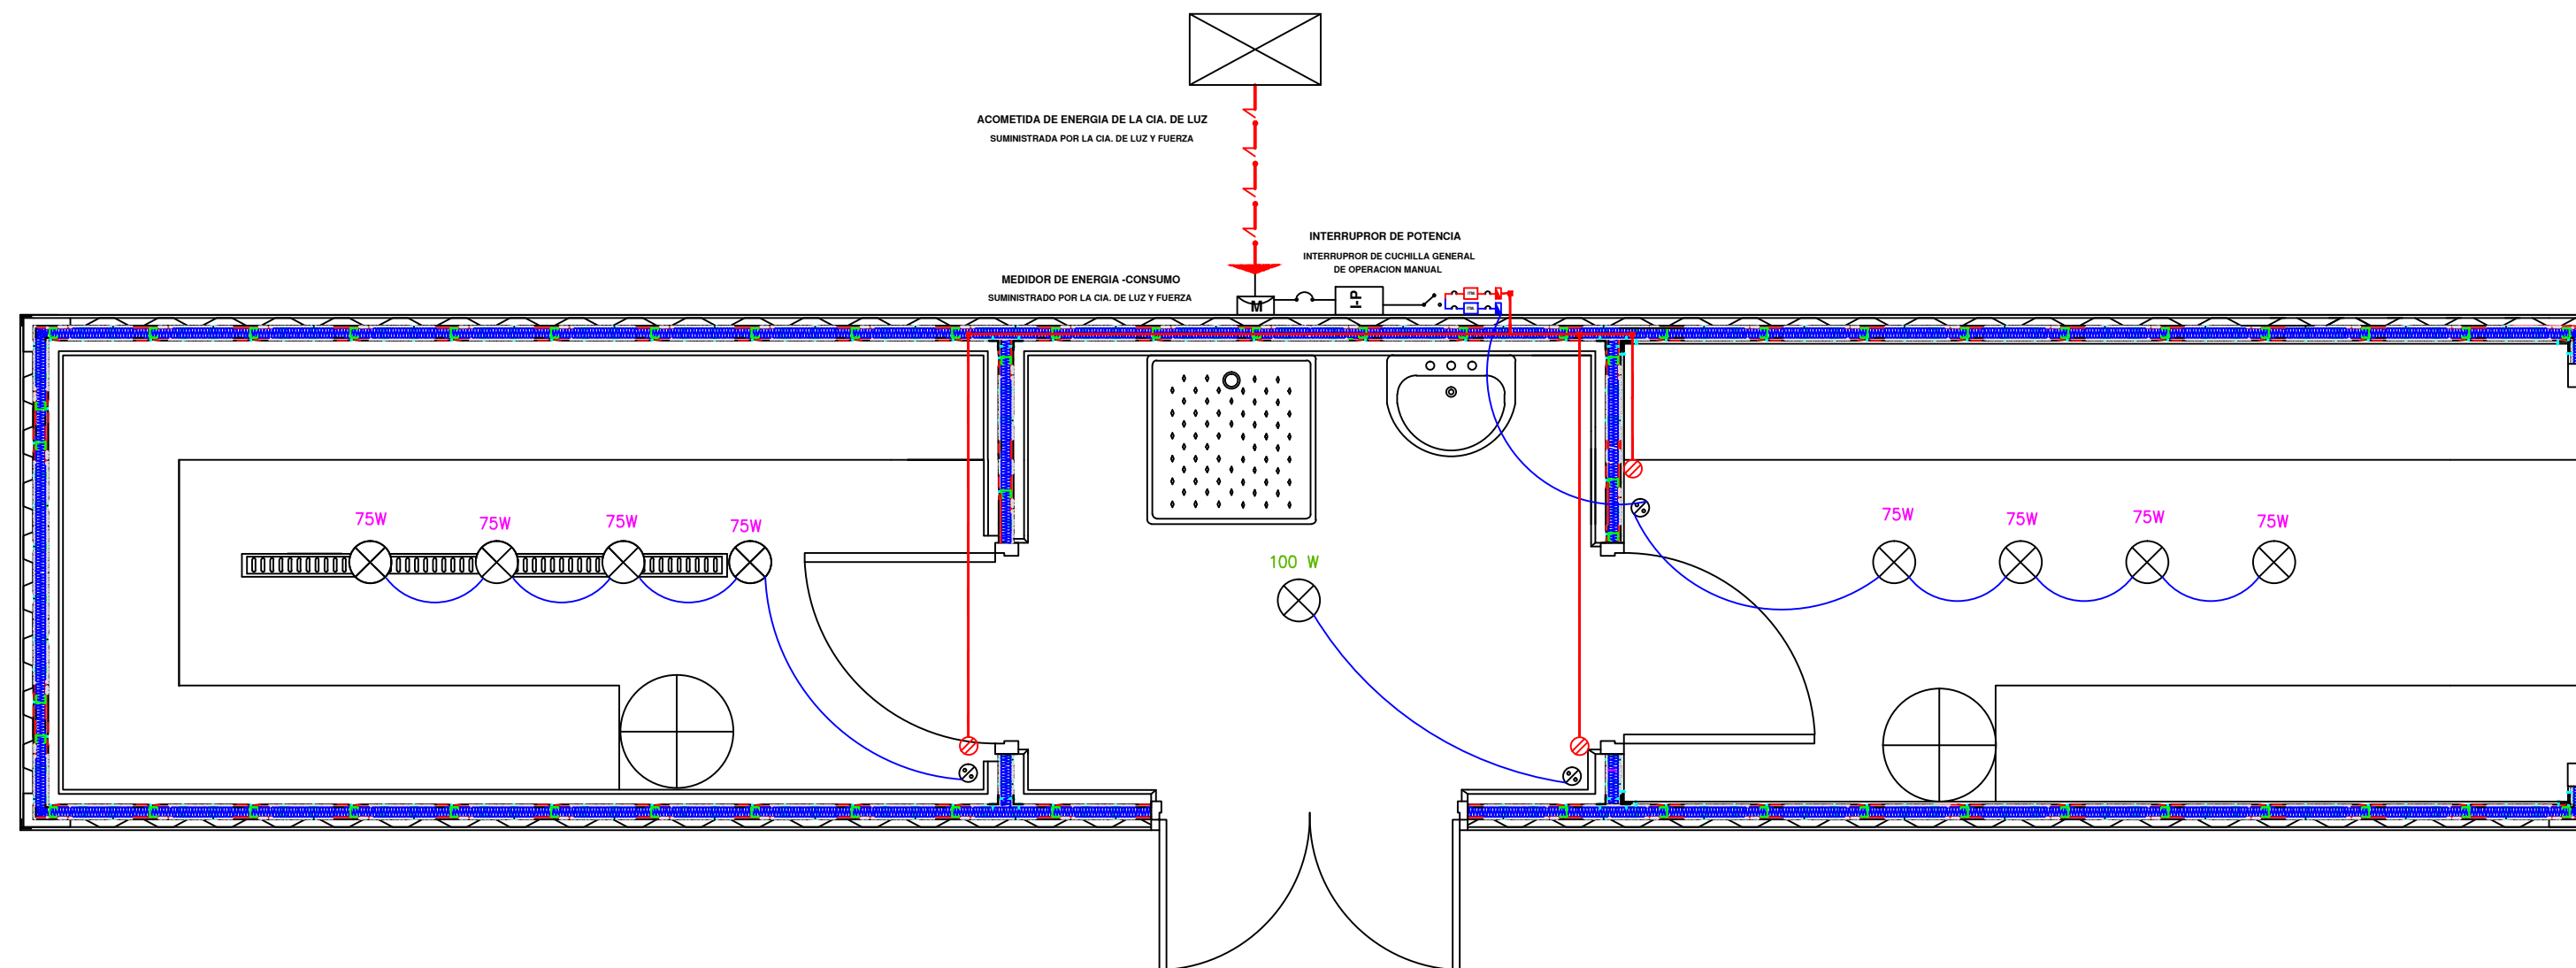 ACOMETIDA DE ENERGIA DE LA CIA. DE LUZ
SUMINISTRADA POR LA CIA. DE LUZ Y FUERZA
INTERRUPROR DE POTENCIA
INTERRUPROR DE CUCHILLA GENERAL
DE OPERACION MANUAL
MEDIDOR DE ENERGIA -CONSUMO
SUMINISTRADO POR LA CIA. DE LUZ Y FUERZA
M
I-P
75W
75W
75W
75W
100 W
75W
75W
75W
75W